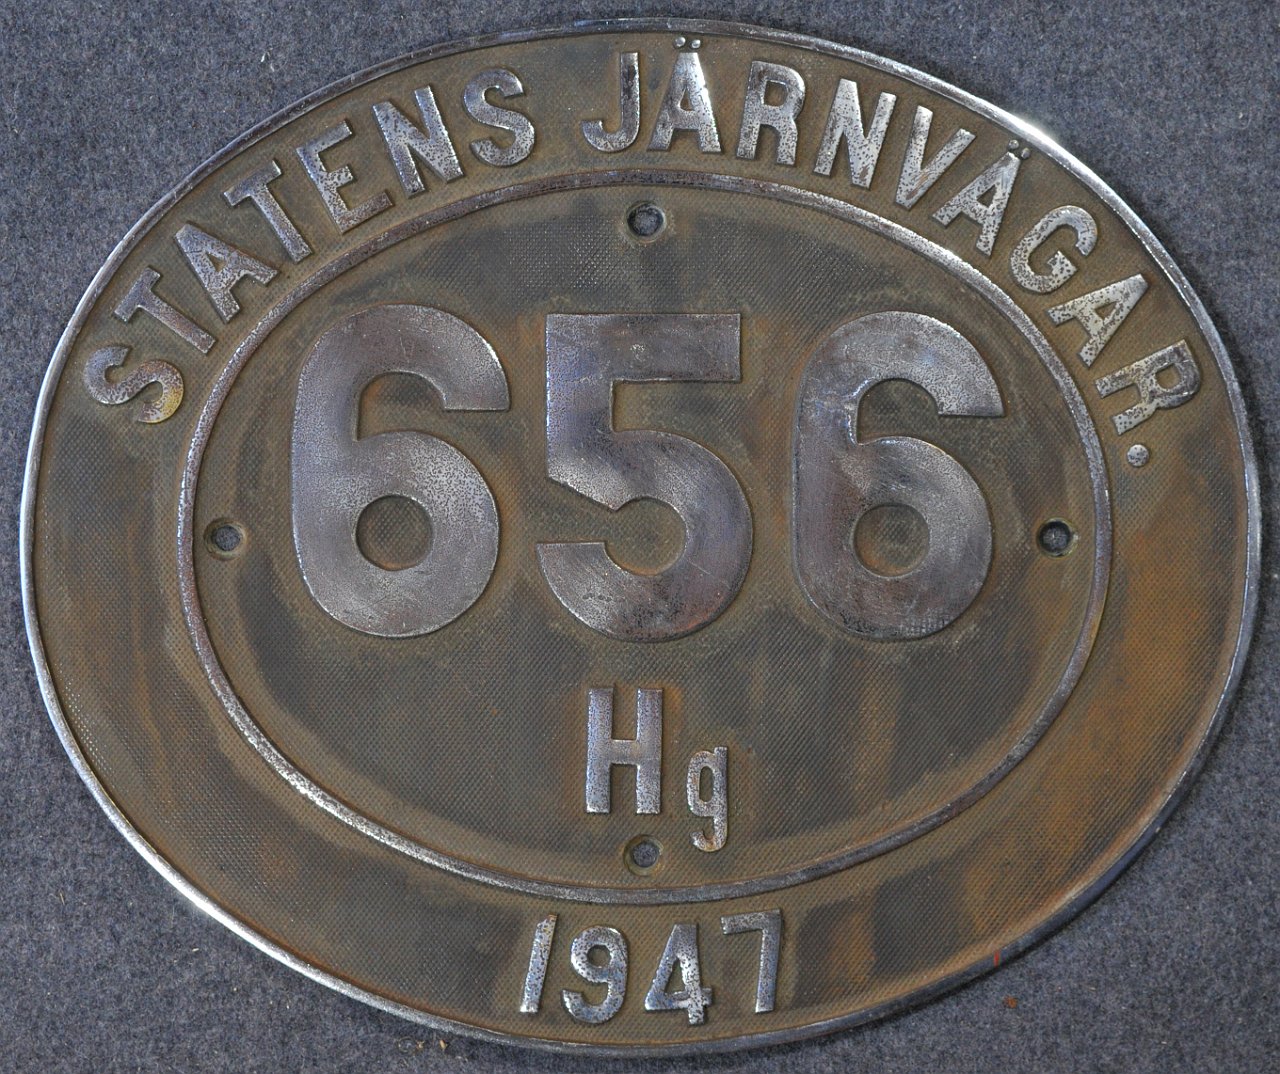 STATENS JÄRNVÄGAR.
656
Hg
1947